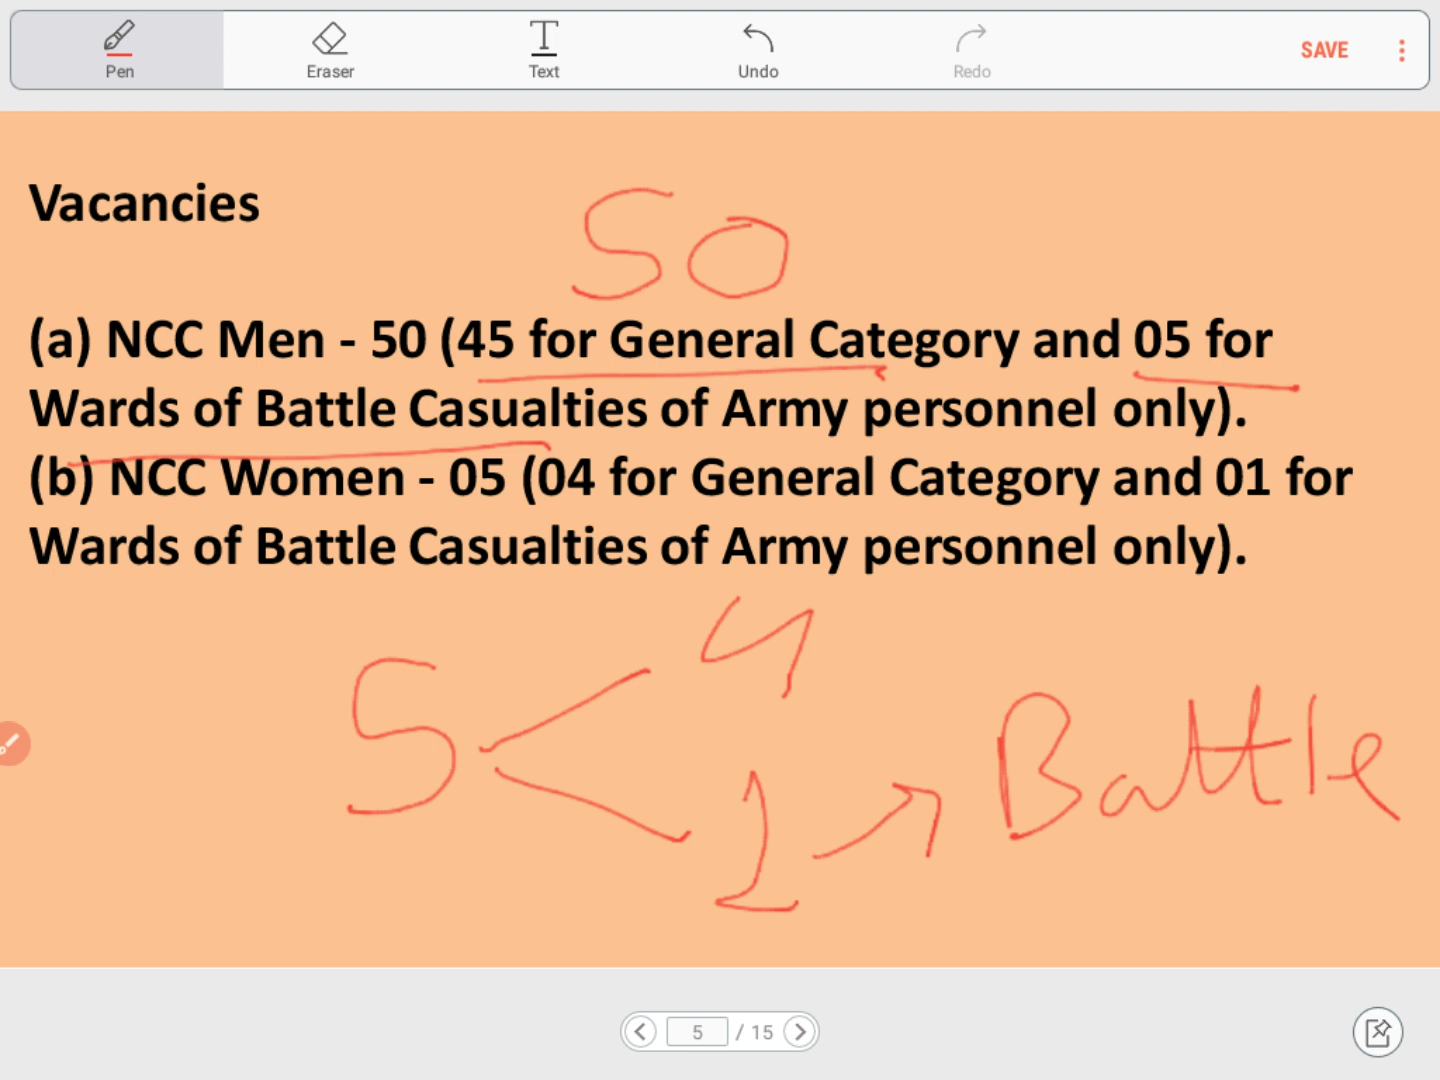 Pen Eraser Text Undo Redo SAVE
Vacancies
50
(a) NCC Men - 50 (45 for General Category and 05 for
Wards of Battle Casualties of Army personnel only).
(b) NCC Women - 05 (04 for General Category and 01 for
Wards of Battle Casualties of Army personnel only).
4
5
1 Battle
5 / 15